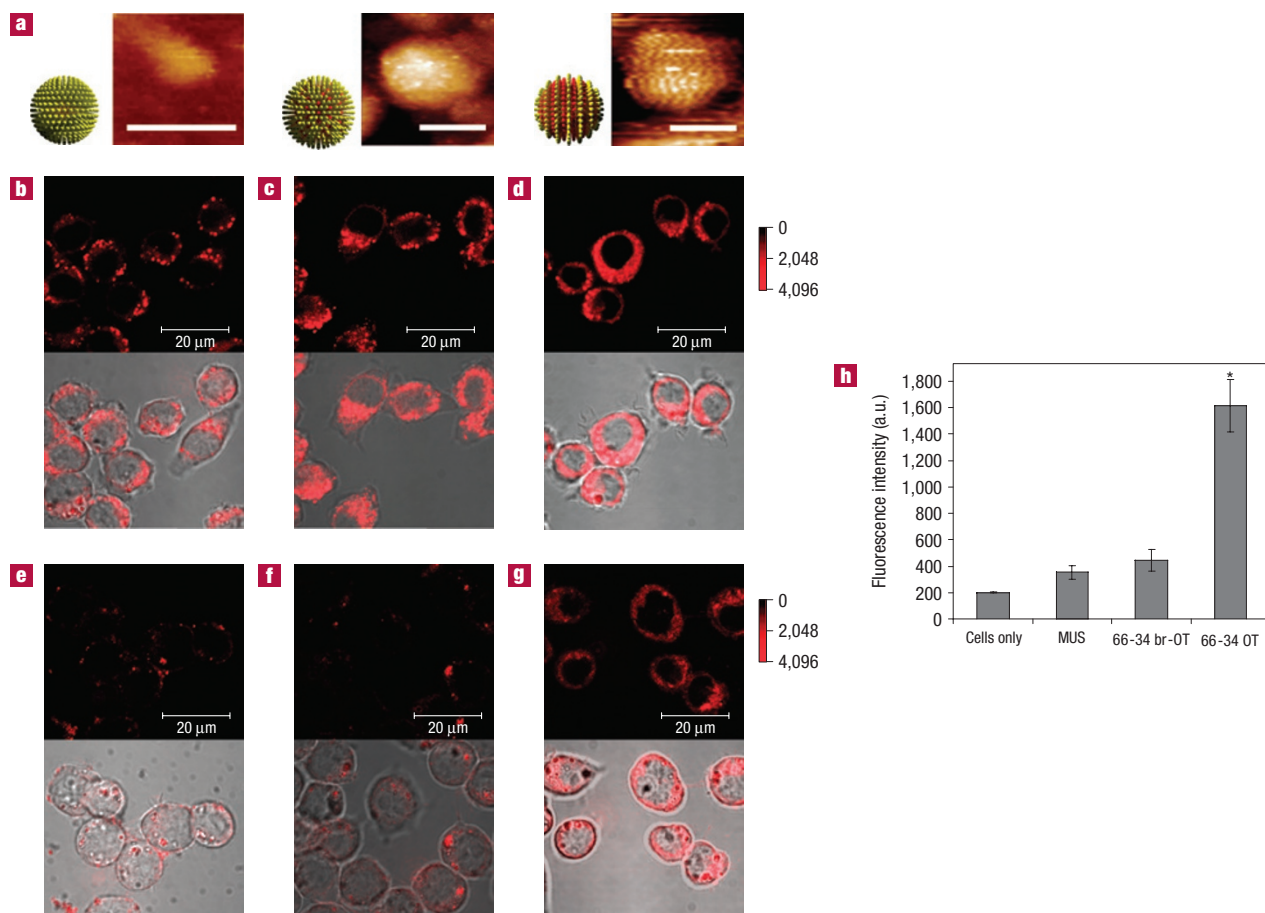 a
b
c
d
20 μm
20 μm
20 μm
0
2,048
4,096
e
f
g
20 μm
20 μm
20 μm
0
2,048
4,096
h
Fluorescence intensity (a.u.)
1,800
1,600
1,400
1,200
1,000
800
600
400
200
0
*
Cells only
MUS
66-34 br-OT
66-34 OT